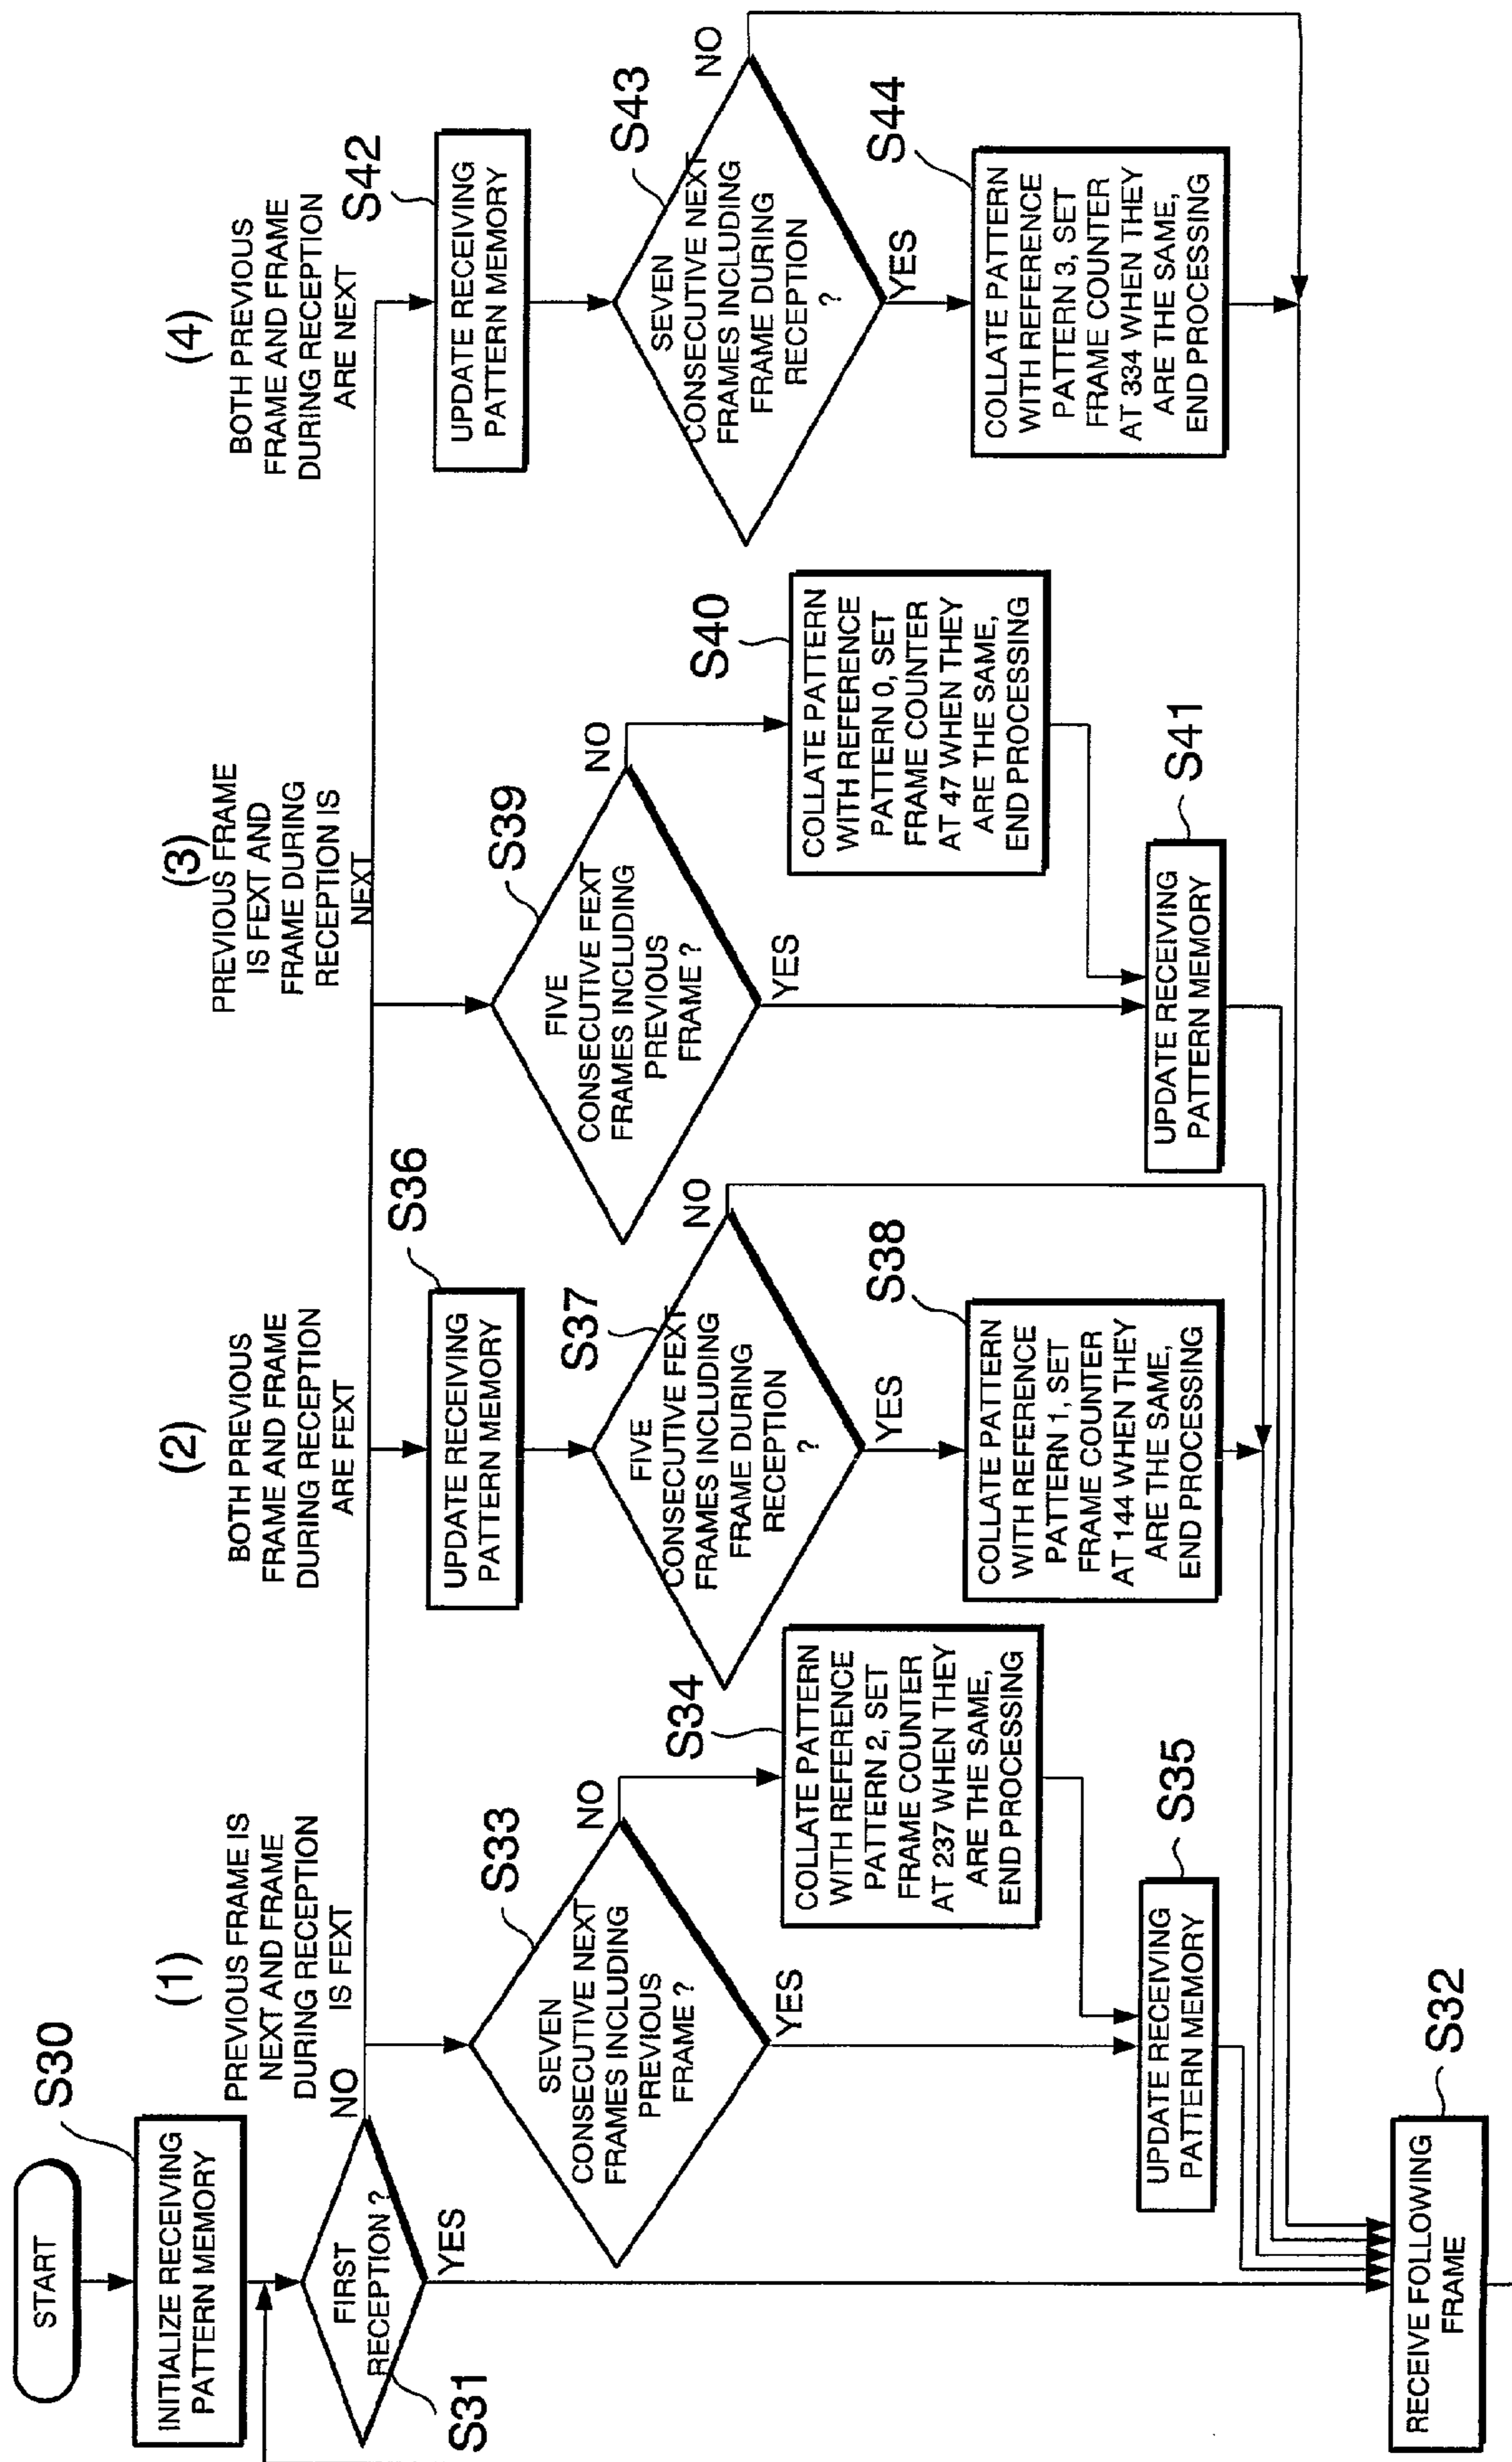 START
S30
INITIALIZE RECEIVING
PATTERN MEMORY
FIRST
RECEPTION ?
S31
NO
YES
(1)
PREVIOUS FRAME IS
NEXT AND FRAME
DURING RECEPTION
IS FEXT
S33
SEVEN
CONSECUTIVE NEXT
FRAMES INCLUDING
PREVIOUS
FRAME ?
NO
YES
S34
COLLATE PATTERN
WITH REFERENCE
PATTERN 2, SET
FRAME COUNTER
AT 237 WHEN THEY
ARE THE SAME,
END PROCESSING
S35
UPDATE RECEIVING
PATTERN MEMORY
(2)
BOTH PREVIOUS
FRAME AND FRAME
DURING RECEPTION
ARE FEXT
S36
UPDATE RECEIVING
PATTERN MEMORY
S37
FIVE
CONSECUTIVE FEXT
FRAMES INCLUDING
FRAME DURING
RECEPTION
?
NO
YES
S38
COLLATE PATTERN
WITH REFERENCE
PATTERN 1, SET
FRAME COUNTER
AT 144 WHEN THEY
ARE THE SAME,
END PROCESSING
(3)
PREVIOUS FRAME
IS FEXT AND
FRAME DURING
RECEPTION IS
NEXT
S39
FIVE
CONSECUTIVE FEXT
FRAMES INCLUDING
PREVIOUS
FRAME ?
NO
YES
S40
COLLATE PATTERN
WITH REFERENCE
PATTERN 0, SET
FRAME COUNTER
AT 47 WHEN THEY
ARE THE SAME,
END PROCESSING
S41
UPDATE RECEIVING
PATTERN MEMORY
(4)
BOTH PREVIOUS
FRAME AND FRAME
DURING RECEPTION
ARE NEXT
S42
UPDATE RECEIVING
PATTERN MEMORY
S43
SEVEN
CONSECUTIVE NEXT
FRAMES INCLUDING
FRAME DURING
RECEPTION
?
NO
YES
S44
COLLATE PATTERN
WITH REFERENCE
PATTERN 3, SET
FRAME COUNTER
AT 334 WHEN THEY
ARE THE SAME,
END PROCESSING
S32
RECEIVE FOLLOWING
FRAME